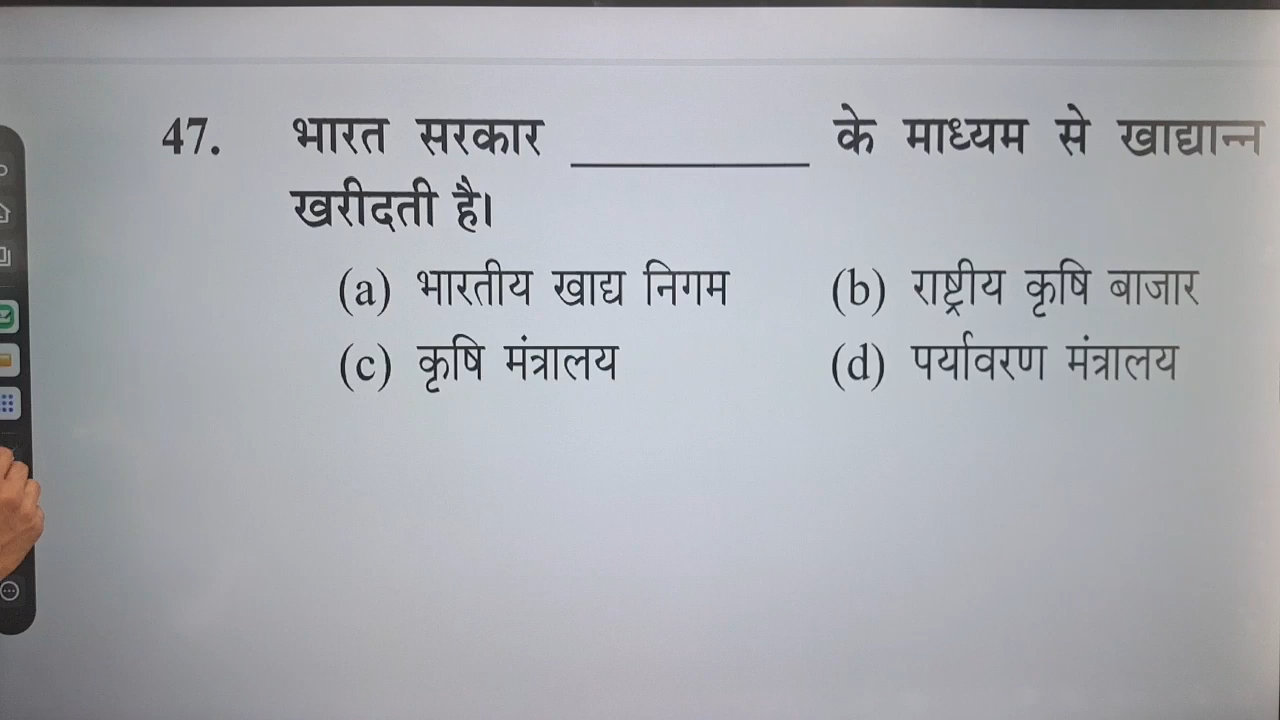 47. भारत सरकार __________ के माध्यम से खाद्यान्न
खरीदती है।
(a) भारतीय खाद्य निगम (b) राष्ट्रीय कृषि बाजार
(c) कृषि मंत्रालय (d) पर्यावरण मंत्रालय